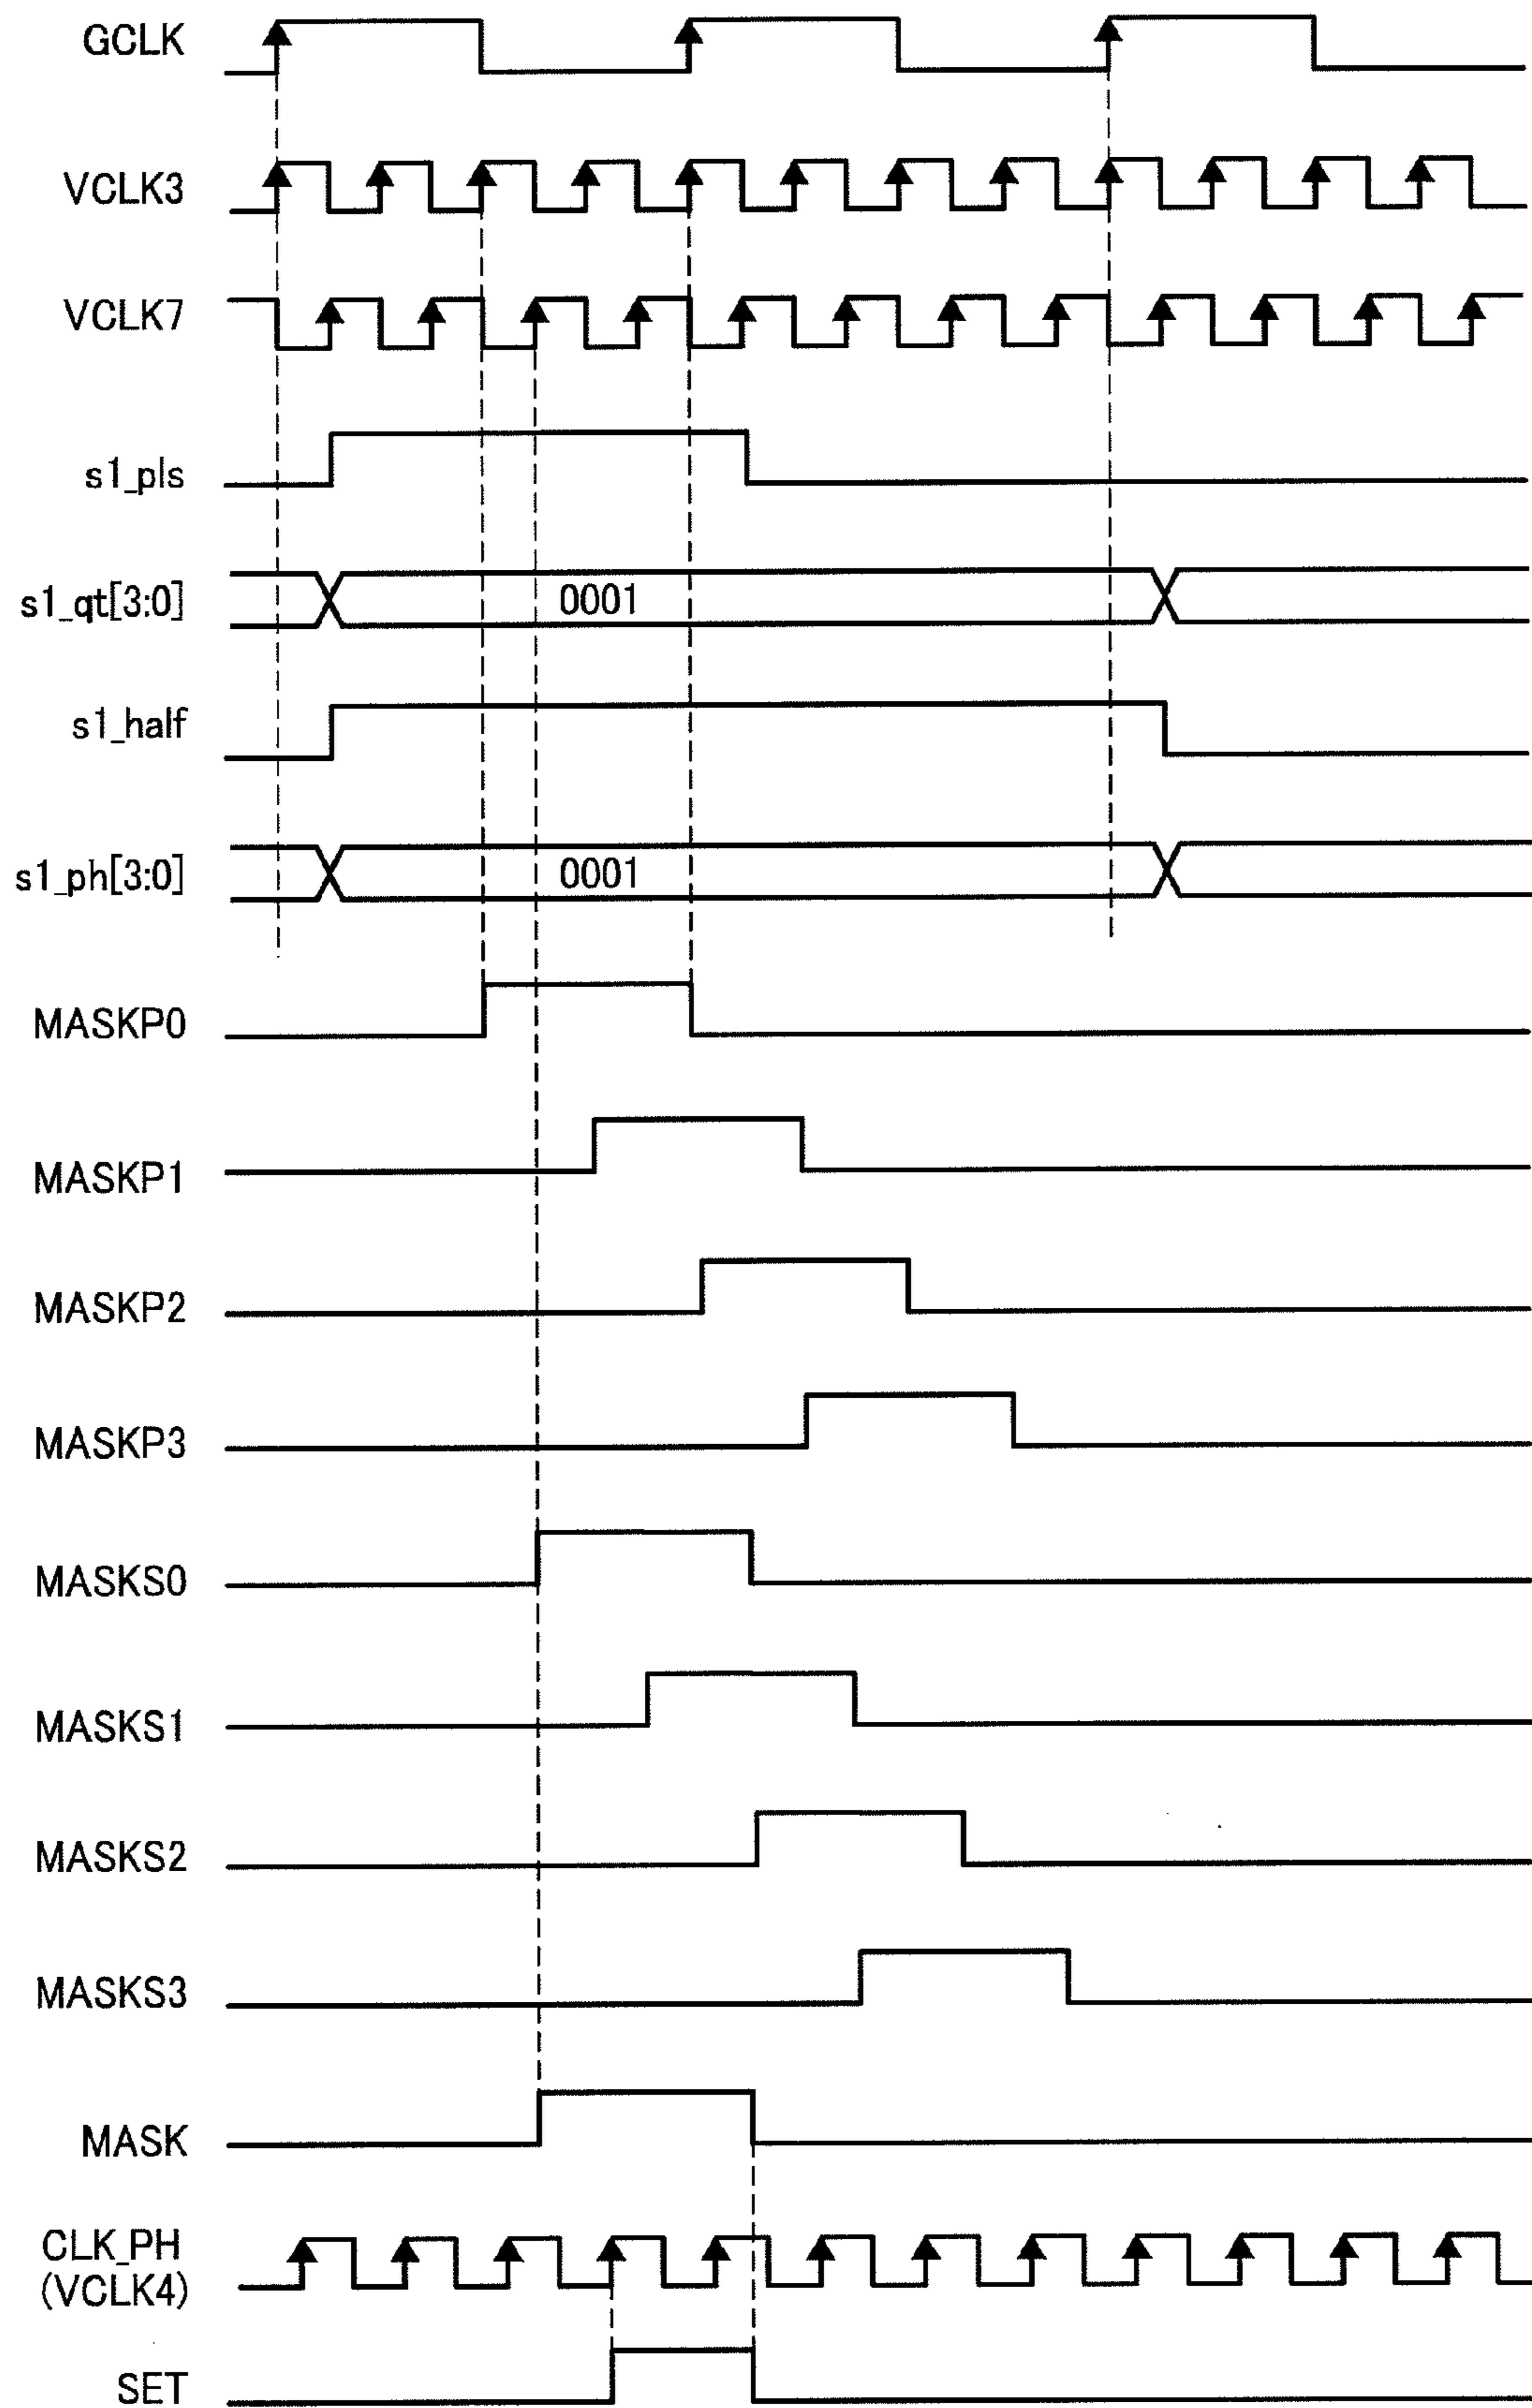 GCLK
VCLK3
VCLK7
s1_pls
s1_qt[3:0]
0001
s1_half
s1_ph[3:0]
0001
MASKP0
MASKP1
MASKP2
MASKP3
MASKS0
MASKS1
MASKS2
MASKS3
MASK
CLK_PH
(VCLK4)
SET